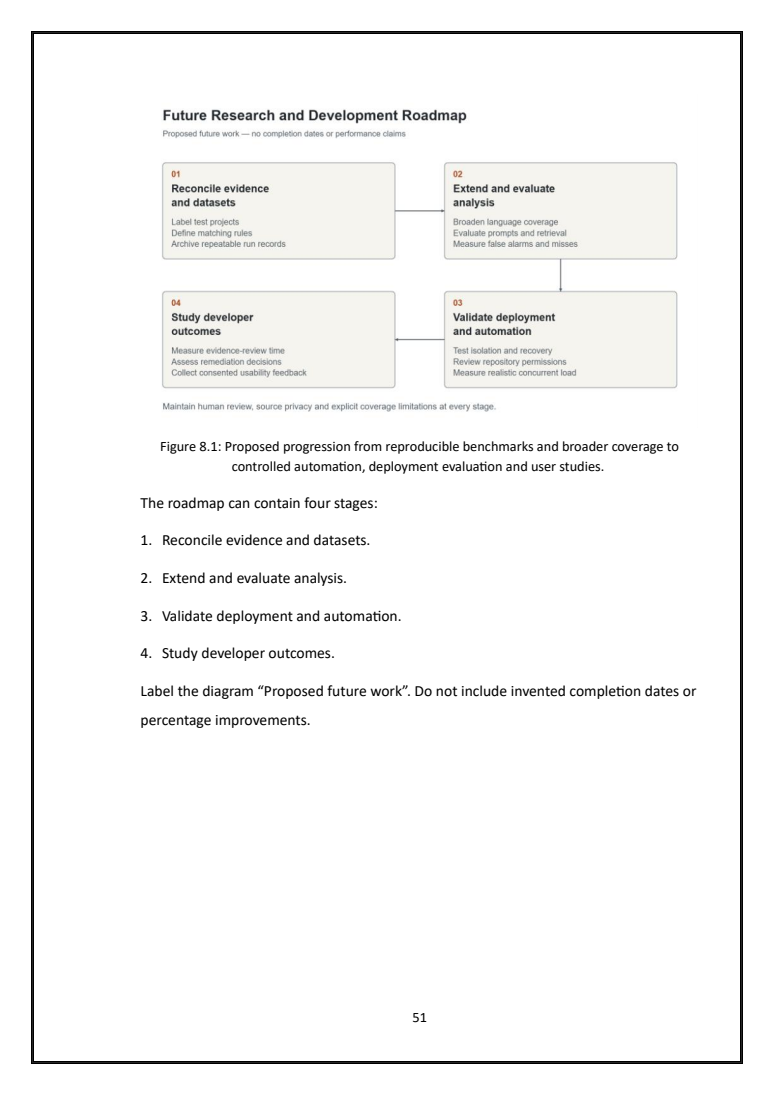 Future Research and Development Roadmap
Proposed future work — no completion dates or performance claims
01
Reconcile evidence
and datasets
Label test projects
Define matching rules
Archive repeatable run records
02
Extend and evaluate
analysis
Broaden language coverage
Evaluate prompts and retrieval
Measure false alarms and misses
03
Validate deployment
and automation
Test isolation and recovery
Review repository permissions
Measure realistic concurrent load
04
Study developer
outcomes
Measure evidence-review time
Assess remediation decisions
Collect consented usability feedback
Maintain human review, source privacy and explicit coverage limitations at every stage.
Figure 8.1: Proposed progression from reproducible benchmarks and broader coverage to
controlled automation, deployment evaluation and user studies.
The roadmap can contain four stages:
1. Reconcile evidence and datasets.
2. Extend and evaluate analysis.
3. Validate deployment and automation.
4. Study developer outcomes.
Label the diagram “Proposed future work”. Do not include invented completion dates or
percentage improvements.
51